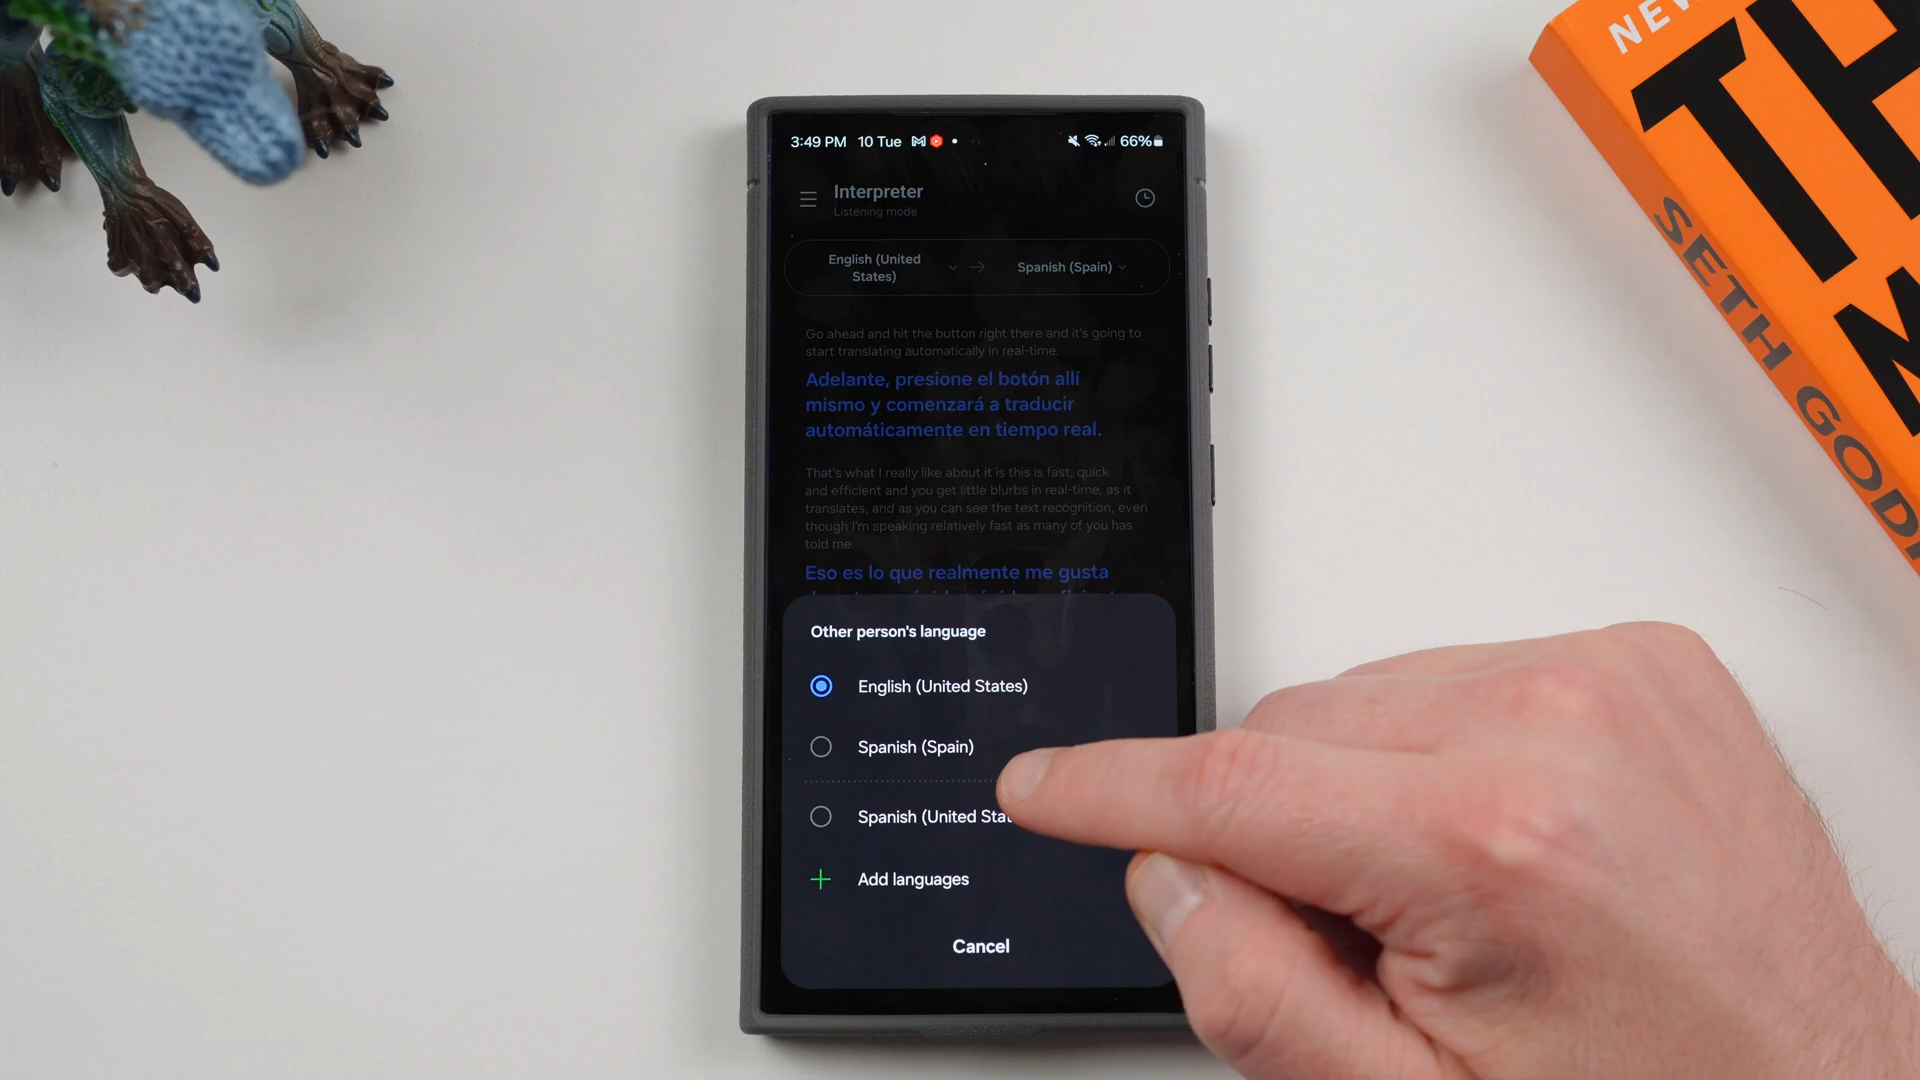 3:49 PM 10 Tue
66%
Interpreter
Listening mode
English (United
States)
Spanish (Spain)
Go ahead and hit the button right there and it's going to
start translating automatically in real-time.
Adelante, presione el botón allí
mismo y comenzará a traducir
automáticamente en tiempo real.
That's what I really like about it is this is fast, quick
and efficient and you get little blurbs in real-time, as it
translates, and as you can see the text recognition, even
though I'm speaking relatively fast as many of you has
told me.
Eso es lo que realmente me gusta
Other person's language
English (United States)
Spanish (Spain)
Spanish (United Stat
Add languages
Cancel
NEW
TH
M
SETH GODI